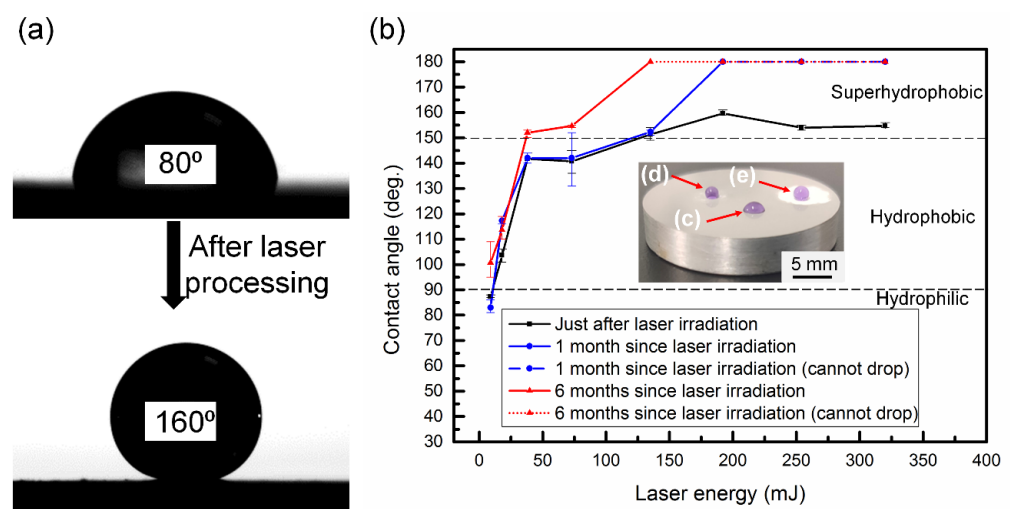 (a)
80º
After laser
processing
160º
(b)
Contact angle (deg.)
180
170
160
150
140
130
120
110
100
90
80
70
60
50
40
30
Superhydrophobic
Hydrophobic
Hydrophilic
(d)
(e)
(c)
5 mm
Just after laser irradiation
1 month since laser irradiation
1 month since laser irradiation (cannot drop)
6 months since laser irradiation
6 months since laser irradiation (cannot drop)
0 50 100 150 200 250 300 350 400
Laser energy (mJ)